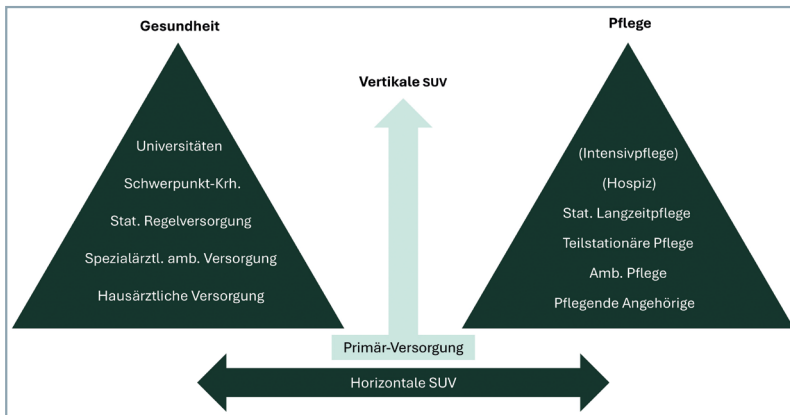 Gesundheit
Universitäten
Schwerpunkt-Krh.
Stat. Regelversorgung
Spezialärztl. amb. Versorgung
Hausärztliche Versorgung
Vertikale SUV
Primär-Versorgung
Horizontale SUV
Pflege
(Intensivpflege)
(Hospiz)
Stat. Langzeitpflege
Teilstationäre Pflege
Amb. Pflege
Pflegende Angehörige